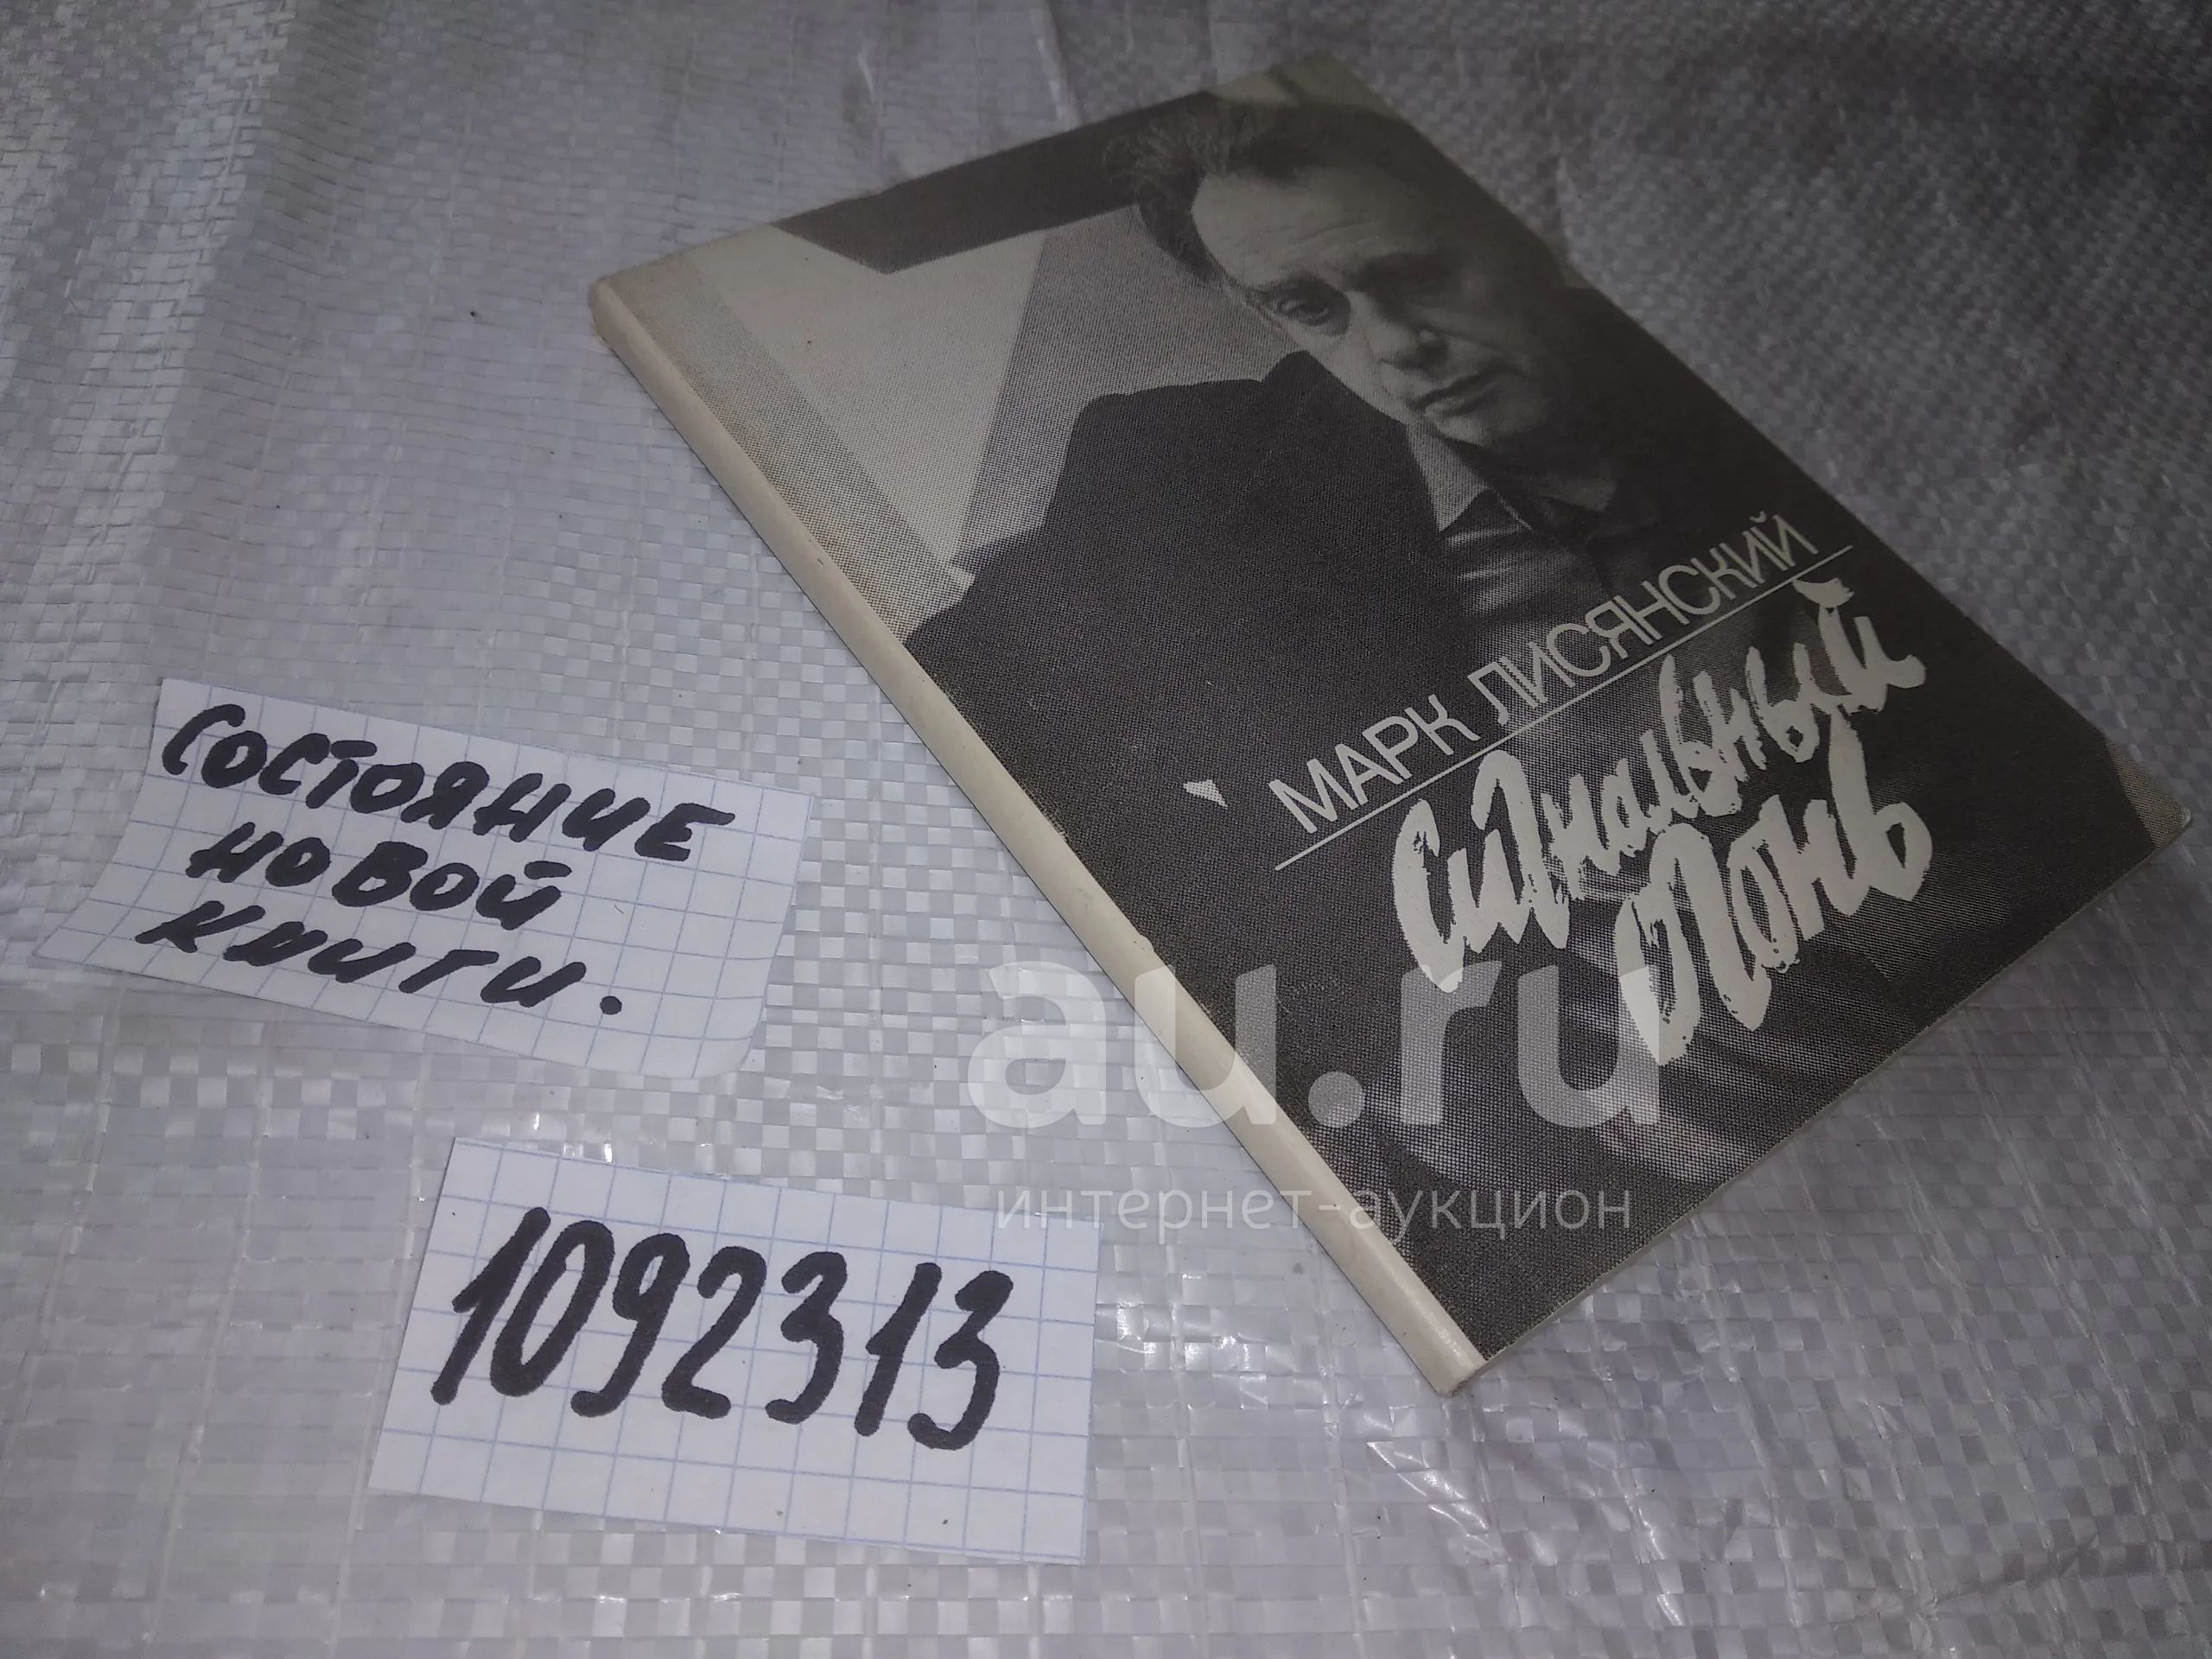 МАРК ЛИСЯНСКИЙ
Сигнальный
огонь
СОСТОЯНИЕ
НОВОЙ
КНИГИ.
au.ru
интернет-аукцион
1092313